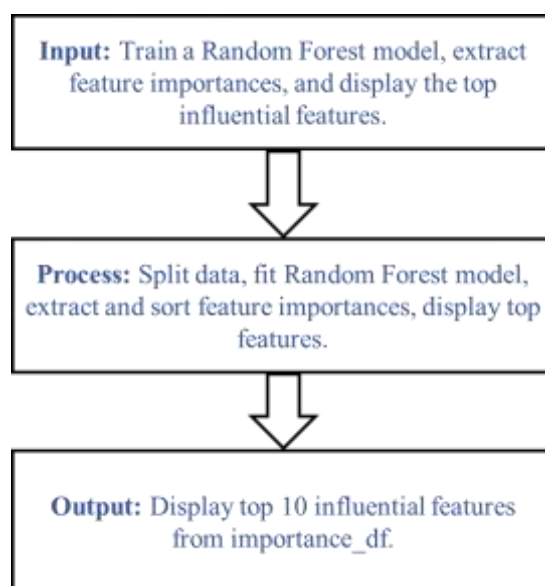 Input: Train a Random Forest model, extract
feature importances, and display the top
influential features.
Process: Split data, fit Random Forest model,
extract and sort feature importances, display top
features.
Output: Display top 10 influential features
from importance_df.